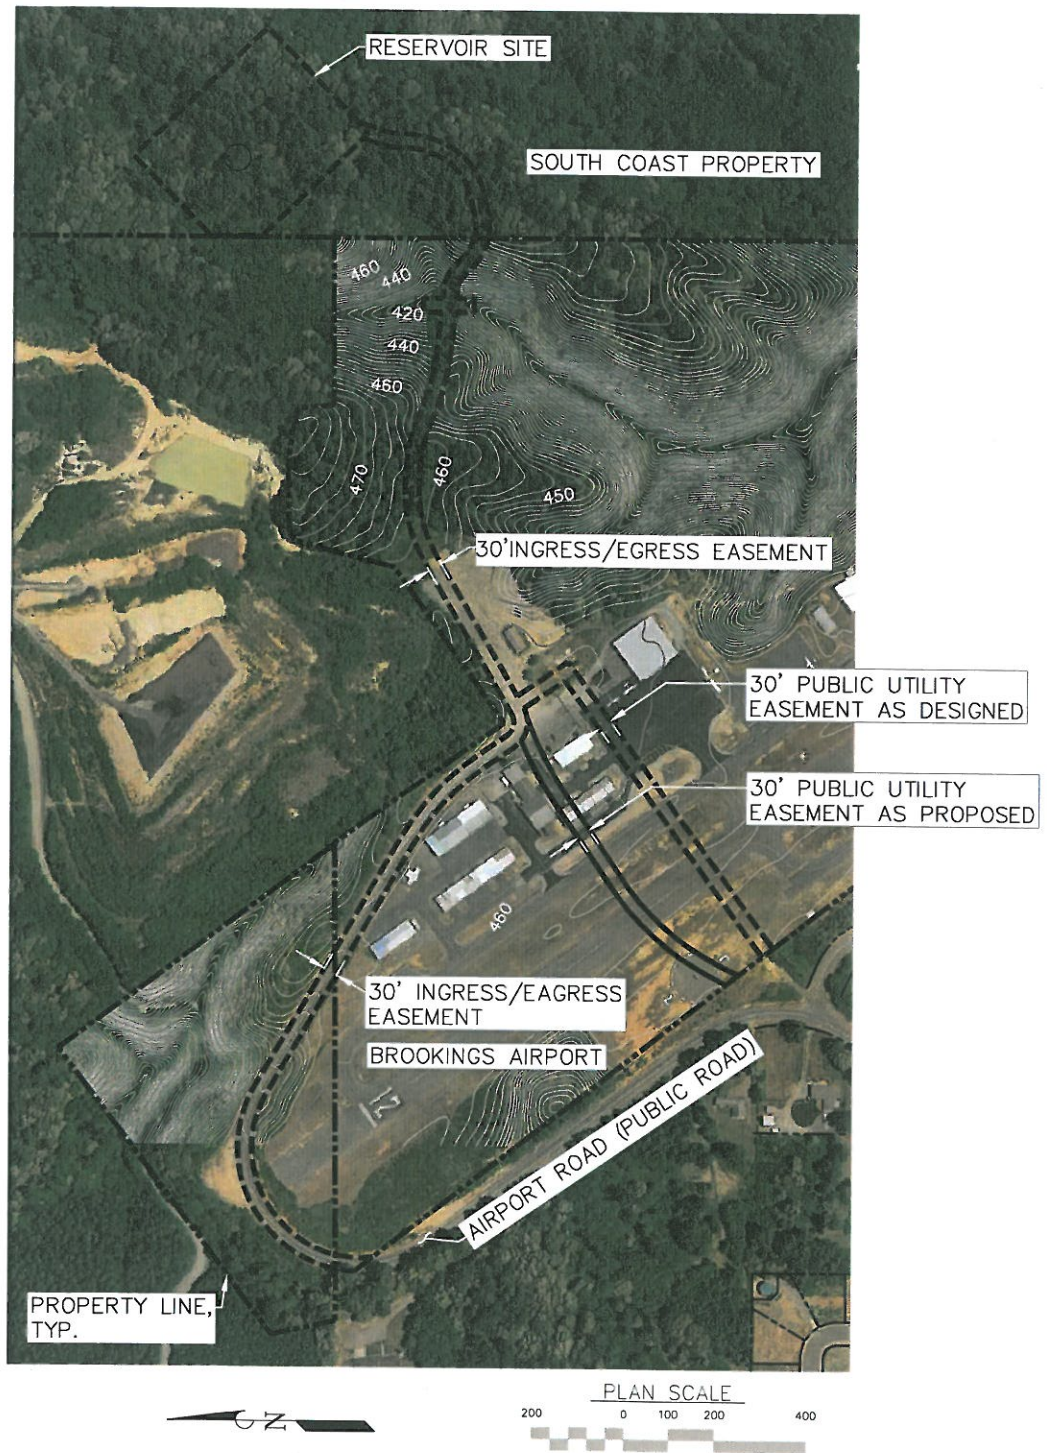 RESERVOIR SITE
SOUTH COAST PROPERTY
460
440
420
440
460
470
460
450
30'INGRESS/EGRESS EASEMENT
30' PUBLIC UTILITY
EASEMENT AS DESIGNED
30' PUBLIC UTILITY
EASEMENT AS PROPOSED
460
30' INGRESS/EAGRESS
EASEMENT
BROOKINGS AIRPORT
12
AIRPORT ROAD (PUBLIC ROAD)
PROPERTY LINE,
TYP.
N
PLAN SCALE
200 0 100 200 400